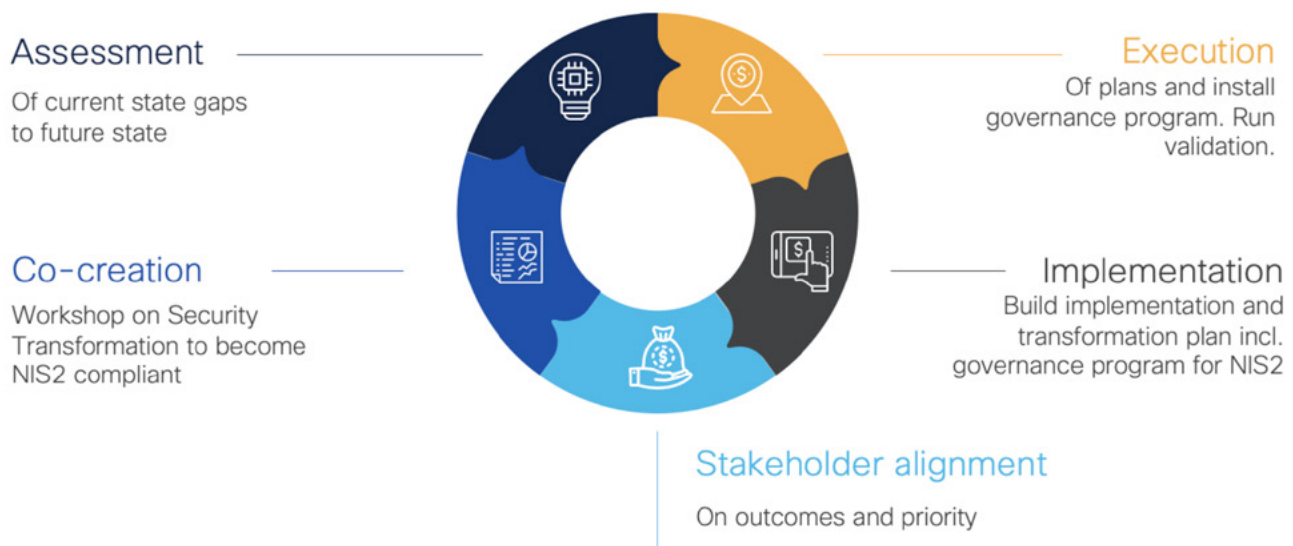 Assessment
Of current state gaps
to future state
Execution
Of plans and install
governance program. Run
validation.
Co-creation
Workshop on Security
Transformation to become
NIS2 compliant
Implementation
Build implementation and
transformation plan incl.
governance program for NIS2
Stakeholder alignment
On outcomes and priority